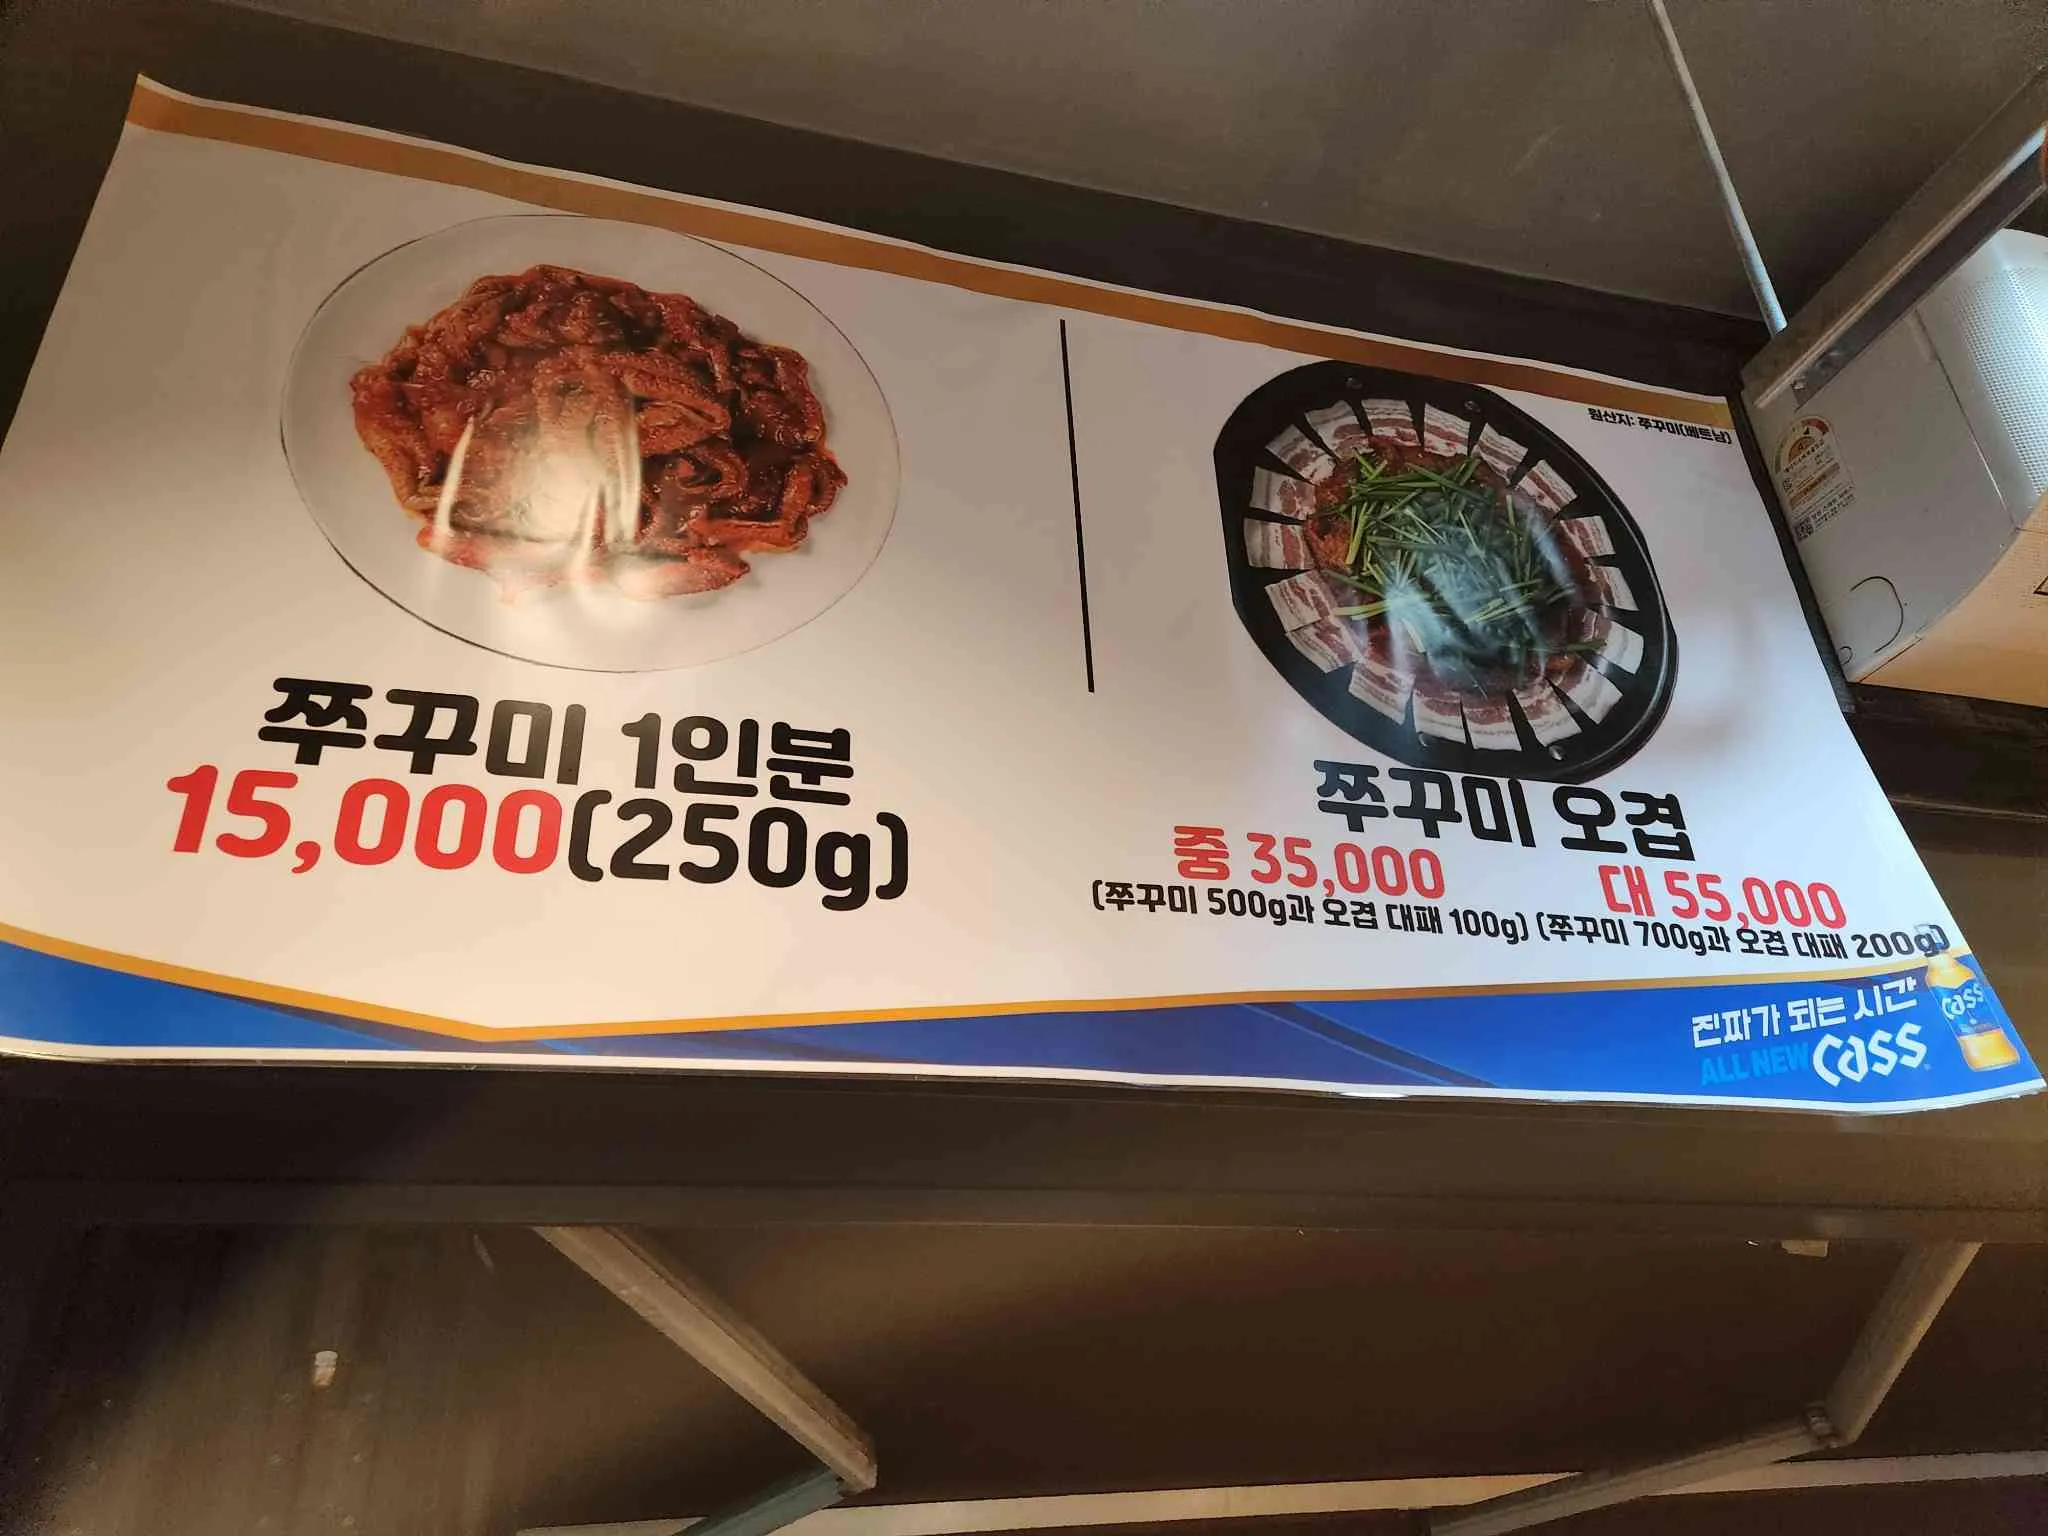 쭈꾸미 1인분
15,000(250g)
원산지: 쭈꾸미(베트남)
쭈꾸미 오겹
중 35,000 대 55,000
(쭈꾸미 500g과 오겹 대패 100g) (쭈꾸미 700g과 오겹 대패 200g)
진짜가 되는 시간
ALL NEW Cass
Cass